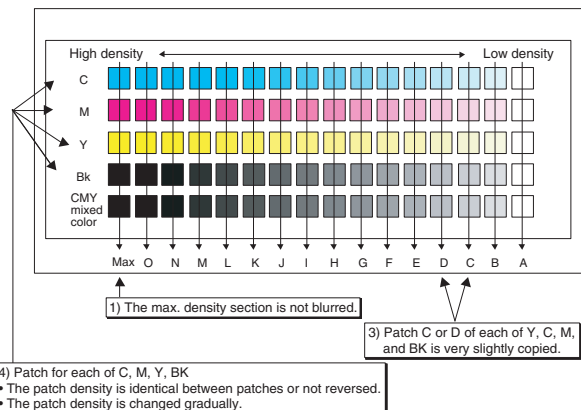 High density Low density
C
M
Y
Bk
CMY
mixed
color
Max O N M L K J I H G F E D C B A
1) The max. density section is not blurred.
3) Patch C or D of each of Y, C, M,
and BK is very slightly copied.
4) Patch for each of C, M, Y, BK
• The patch density is identical between patches or not reversed.
• The patch density is changed gradually.